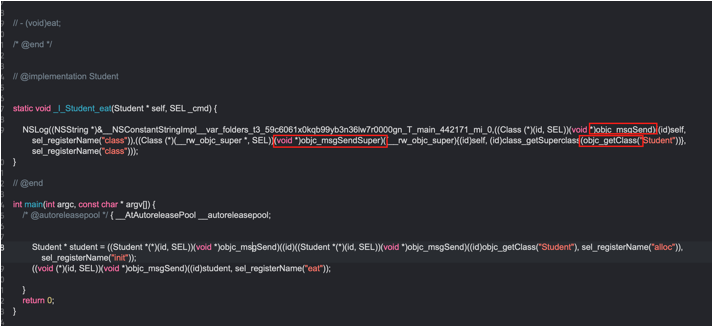 // - (void)eat;
/* @end */
// @implementation Student
static void _I_Student_eat(Student * self, SEL _cmd) {
NSLog((NSString *)&__NSConstantStringImpl__var_folders_t3_59c6061x0kqb99yb3n36lw7r0000gn_T_main_442171_mi_0,((Class (*)(id, SEL))(void *)objc_msgSend)((id)self,
sel_registerName("class")),((Class (*)(__rw_objc_super *, SEL))(void *)objc_msgSendSuper)((__rw_objc_super){(id)self, (id)class_getSuperclass(objc_getClass("Student"))},
sel_registerName("class")));
}
// @end
int main(int argc, const char * argv[]) {
/* @autoreleasepool */ { __AtAutoreleasePool __autoreleasepool;
Student * student = ((Student *(*)(id, SEL))(void *)objc_msgSend)((id)((Student *(*)(id, SEL))(void *)objc_msgSend)((id)objc_getClass("Student"), sel_registerName("alloc")),
sel_registerName("init"));
((void (*)(id, SEL))(void *)objc_msgSend)((id)student, sel_registerName("eat"));
}
return 0;
}